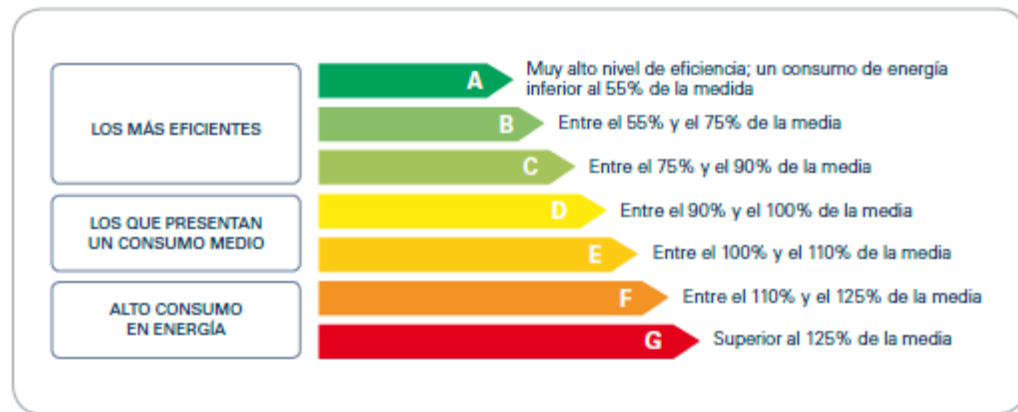 LOS MÁS EFICIENTES
A
Muy alto nivel de eficiencia; un consumo de energía
inferior al 55% de la medida
B
Entre el 55% y el 75% de la media
C
Entre el 75% y el 90% de la media
LOS QUE PRESENTAN
UN CONSUMO MEDIO
D
Entre el 90% y el 100% de la media
E
Entre el 100% y el 110% de la media
ALTO CONSUMO
EN ENERGÍA
F
Entre el 110% y el 125% de la media
G
Superior al 125% de la media